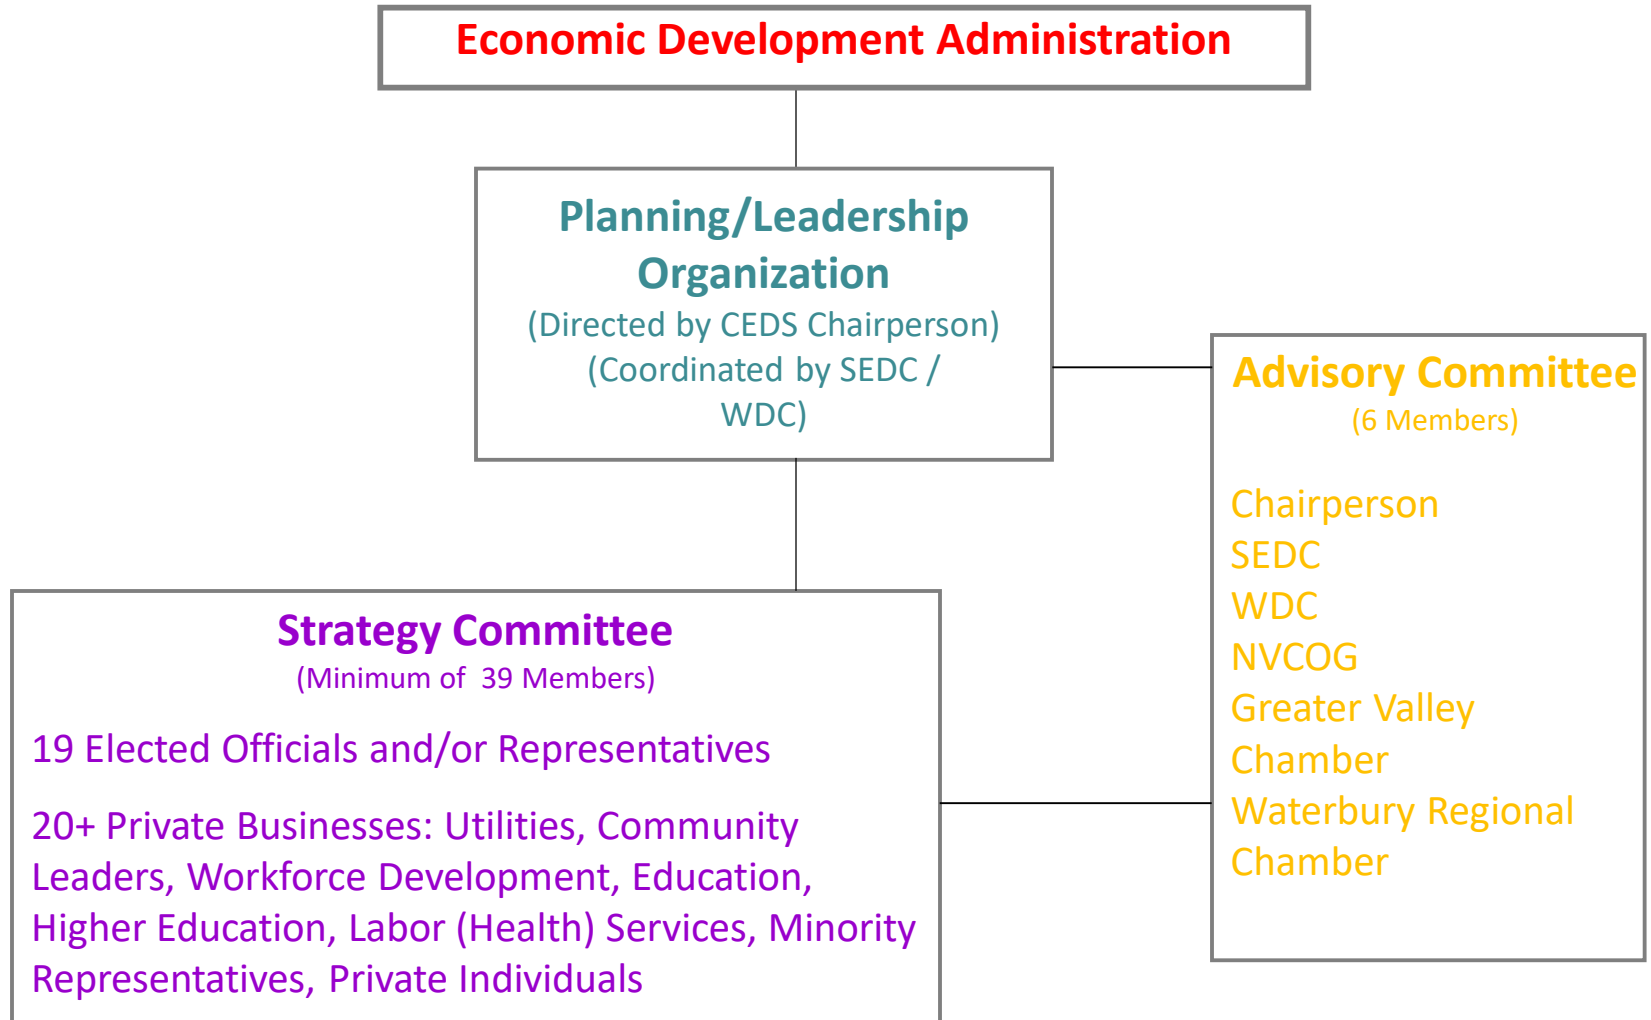 Economic Development Administration
Planning/Leadership
Organization
(Directed by CEDS Chairperson)
(Coordinated by SEDC /
WDC)
Advisory Committee
(6 Members)
Chairperson
SEDC
WDC
NVCOG
Greater Valley
Chamber
Waterbury Regional
Chamber
Strategy Committee
(Minimum of 39 Members)
19 Elected Officials and/or Representatives
20+ Private Businesses: Utilities, Community
Leaders, Workforce Development, Education,
Higher Education, Labor (Health) Services, Minority
Representatives, Private Individuals